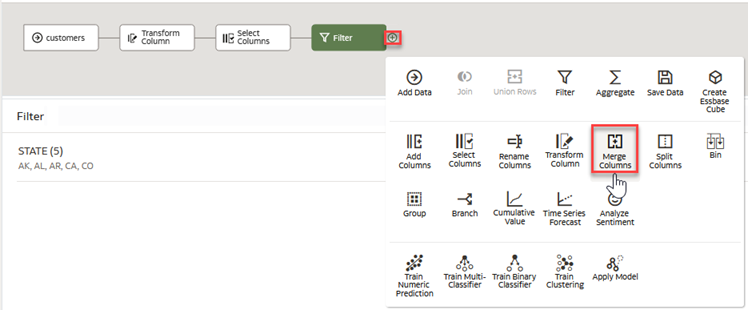 customers
Transform
Column
Select
Columns
Filter
Add Data
Join
Union Rows
Filter
Aggregate
Save Data
Create
Essbase
Cube
Filter
STATE (5)
AK, AL, AR, CA, CO
Add
Columns
Select
Columns
Rename
Columns
Transform
Column
Merge
Columns
Split
Columns
Bin
Group
Branch
Cumulative
Value
Time Series
Forecast
Analyze
Sentiment
Train
Numeric
Prediction
Train Multi-
Classifier
Train Binary
Classifier
Train
Clustering
Apply Model